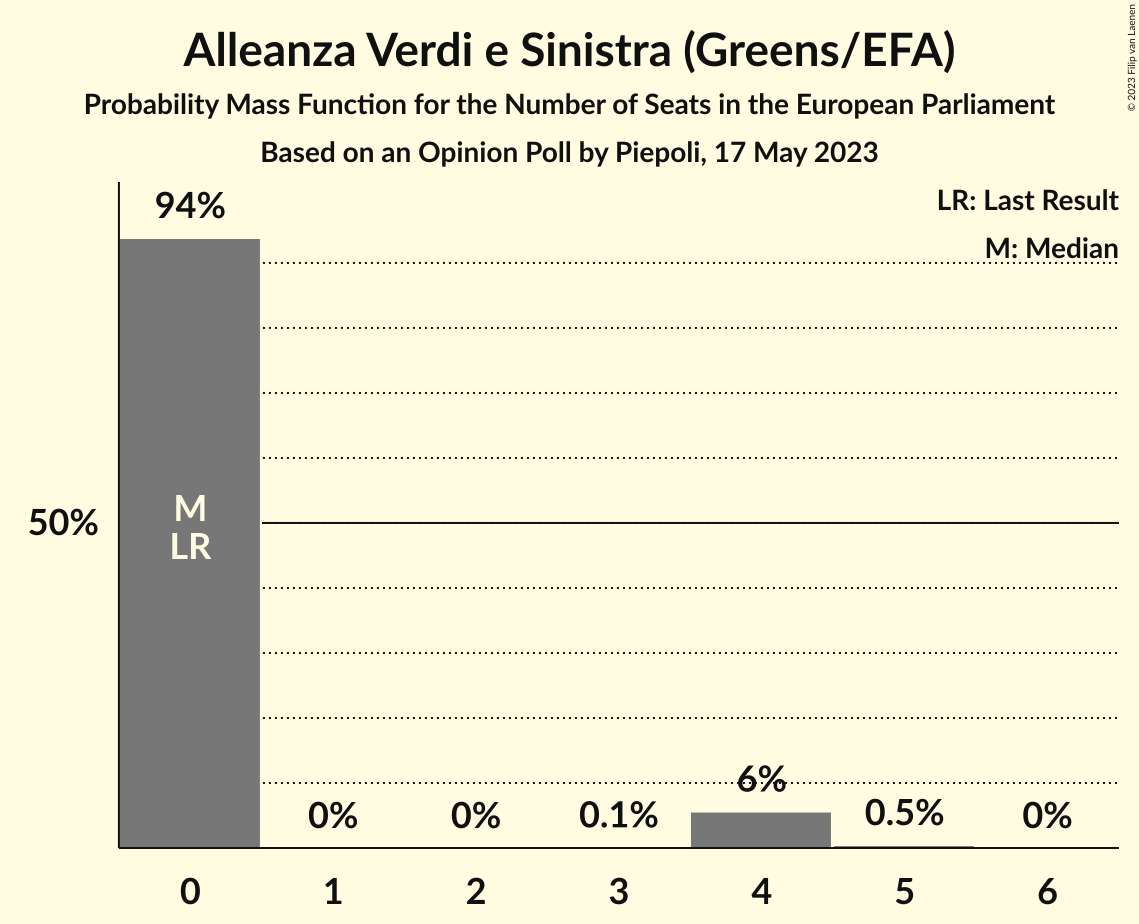 Alleanza Verdi e Sinistra (Greens/EFA)
Probability Mass Function for the Number of Seats in the European Parliament
Based on an Opinion Poll by Piepoli, 17 May 2023
© 2023 Filip van Laenen
LR: Last Result
M: Median
94%
50%
M
LR
0% 0% 0.1% 6% 0.5% 0%
0 1 2 3 4 5 6